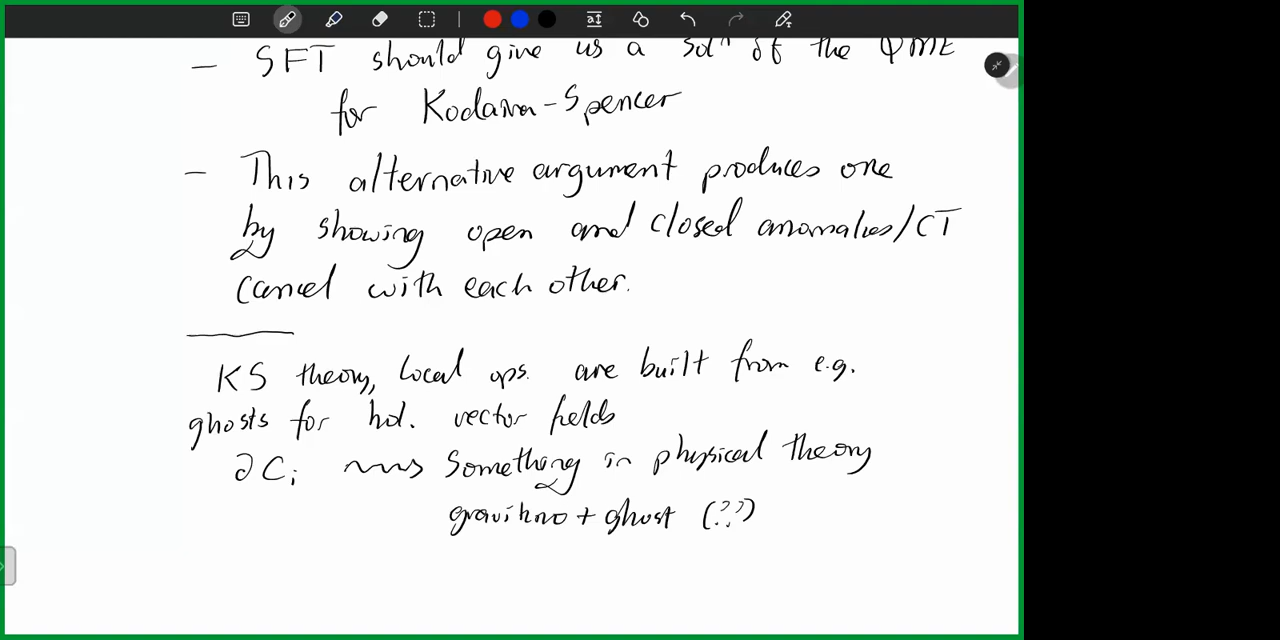 — SFT should give us a solⁿ of the QME
for Kodaira-Spencer
— This alternative argument produces one
by showing open and closed anomalies/CT
cancel with each other.
KS theory, local ops. are built from e.g.
ghosts for hol. vector fields
∂C_i ⇝ Something in physical theory
gravitino + ghost (??)